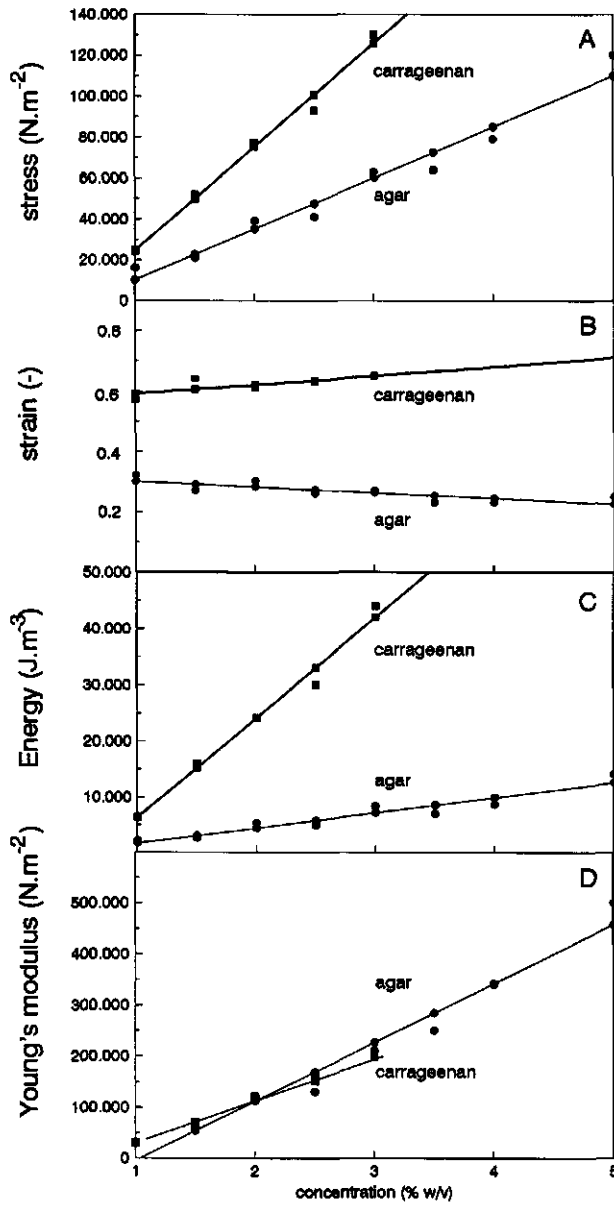 140.000
A
120.000
carrageenan
100.000
80.000
60.000
agar
40.000
20.000
0
stress (N.m-2)
B
0.8
0.6
carrageenan
0.4
0.2
agar
strain (-)
50.000
C
40.000
carrageenan
30.000
20.000
agar
10.000
Energy (J.m-3)
D
500.000
400.000
agar
300.000
200.000
carrageenan
100.000
0
Young's modulus (N.m-2)
1 2 3 4 5
concentration (% w/v)